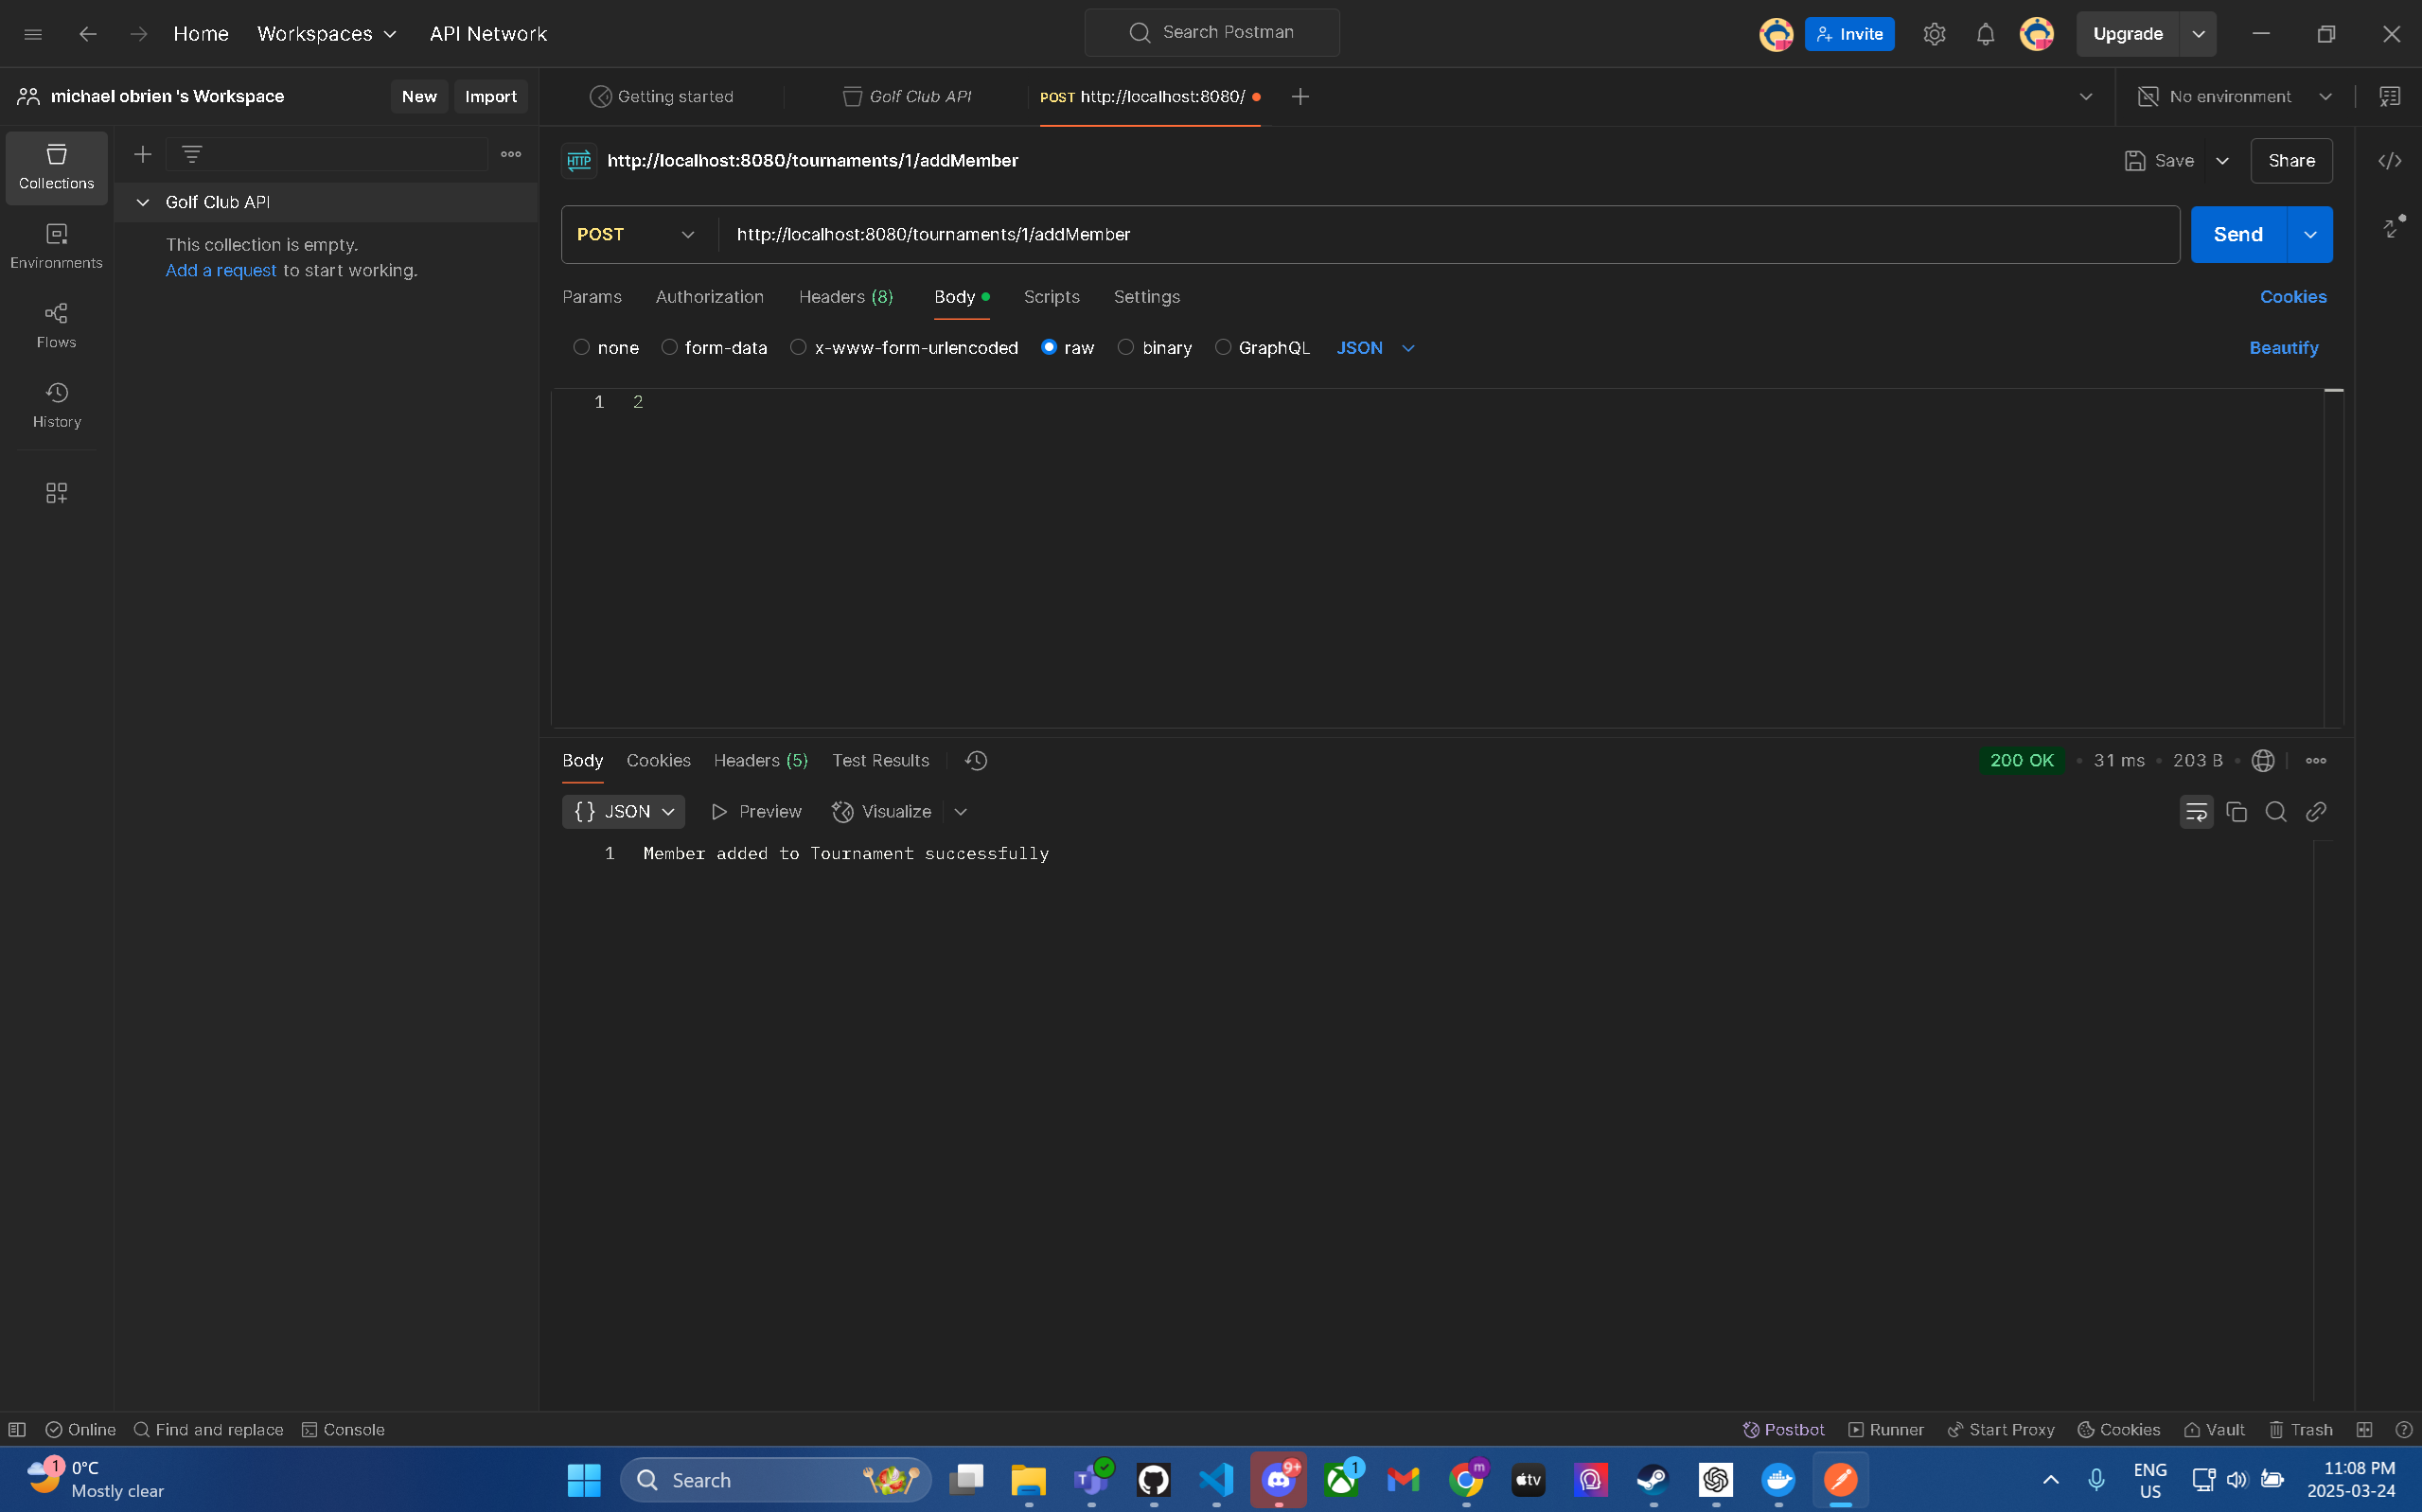 Home Workspaces API Network Search Postman Invite Upgrade
michael obrien 's Workspace New Import Getting started Golf Club API POST http://localhost:8080/ No environment
Collections
Golf Club API
This collection is empty.
Add a request to start working.
Environments
Flows
History
HTTP http://localhost:8080/tournaments/1/addMember Save Share
POST http://localhost:8080/tournaments/1/addMember Send
Params Authorization Headers (8) Body Scripts Settings Cookies
none form-data x-www-form-urlencoded raw binary GraphQL JSON Beautify
1 2
Body Cookies Headers (5) Test Results 200 OK 31 ms 203 B
{} JSON Preview Visualize
1 Member added to Tournament successfully
Online Find and replace Console Postbot Runner Start Proxy Cookies Vault Trash
1 0°C
Mostly clear
Search
9+
1
m
tv
ENG
US
11:08 PM
2025-03-24